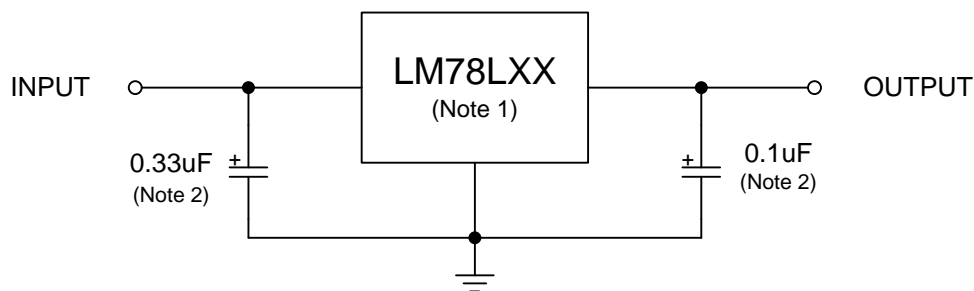 LM78LXX
(Note 1)
INPUT
OUTPUT
0.33uF
(Note 2)
+
+
0.1uF
(Note 2)